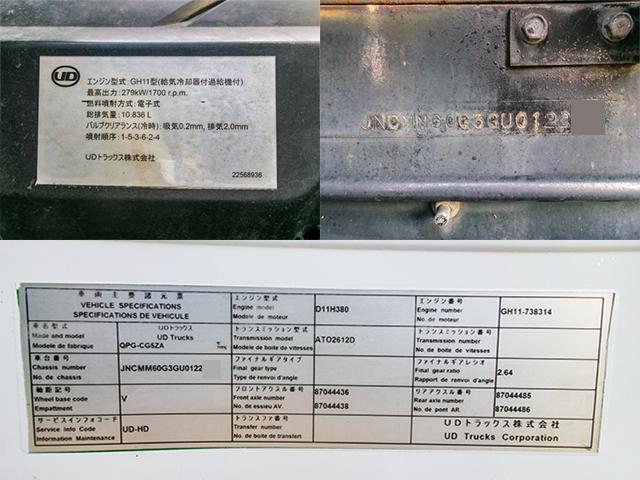 UD
エンジン型式：GH11型(給気冷却器付過給機付)
最高出力：279kW/1700 r.p.m.
燃料噴射方式：電子式
総排気量：10.836 L
バルブクリアランス(冷時)：吸気0.2mm, 排気2.0mm
噴射順序：1-5-3-6-2-4
UDトラックス株式会社
22568936
車両主要諸元表
VEHICLE SPECIFICATIONS
SPECIFICATIONS DE VEHICULE
エンジン型式
Engine model
Modele de moteur
D11H380
エンジン番号
Engine number
No. de moteur
GH11-738314
車名型式
Made and model
Modele de fabrique
UDトラックス
UD Trucks
QPG-CG5ZA
トランスミッション型式
Transmission model
Modele de boite de vitesses
ATO2612D
トランスミッション番号
Transmission number
No. de boite de vitesses
車台番号
Chassis number
No. de chassis
JNCMM60G3GU0122
ファイナルギアタイプ
Final gear type
Type de renvoi d'angle
ファイナルギアレシオ
Final gear ratio
Rapport de renvoi d'angle
2.64
軸距記号
Wheel base code
Empattment
V
フロントアクスル番号
Front axle number
No. de essieu AV.
87044436
87044438
リアアクスル番号
Rear axle number
No. de pont AR.
87044485
87044486
サービスインフォコード
Service Info Code
Information Maintenance
UD-HD
トランスファ番号
Transfer number
No. de boite de transfert
UDトラックス株式会社
UD Trucks Corporation